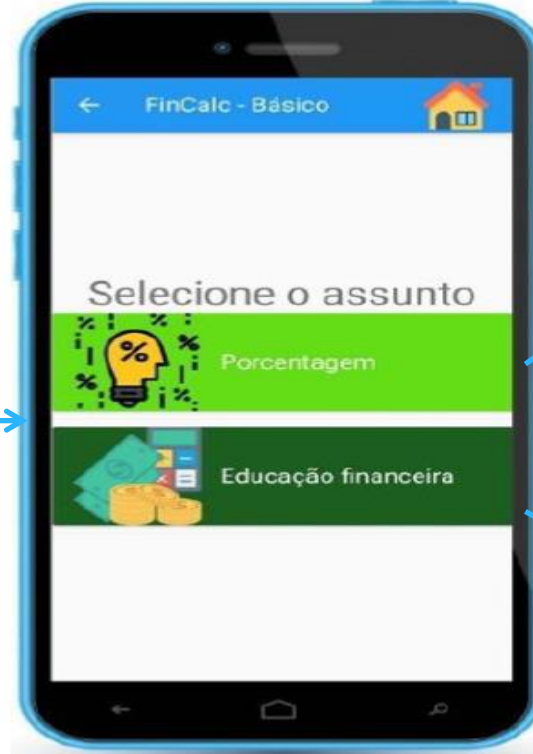 FinCalc - Básico
Selecione o assunto
Porcentagem
Educação financeira